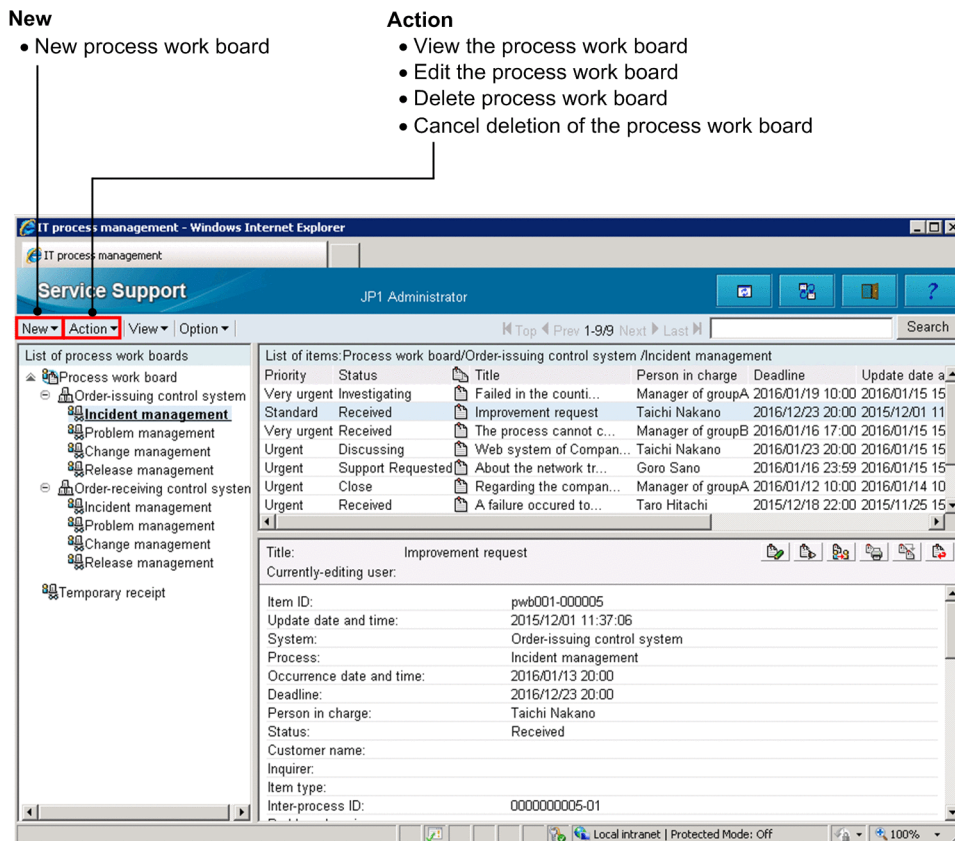 New
• New process work board
Action
• View the process work board
• Edit the process work board
• Delete process work board
• Cancel deletion of the process work board
IT process management - Windows Internet Explorer
IT process management
Service Support
JP1 Administrator
?
New Action View Option
Top Prev 1-9/9 Next Last Search
List of process work boards
Process work board
Order-issuing control system
Incident management
Problem management
Change management
Release management
Order-receiving control system
Incident management
Problem management
Change management
Release management
Temporary receipt
List of items:Process work board/Order-issuing control system /Incident management
Priority Status Title Person in charge Deadline Update date a
Very urgent Investigating Failed in the counti... Manager of groupA 2016/01/19 10:00 2016/01/15 15
Standard Received Improvement request Taichi Nakano 2016/12/23 20:00 2015/12/01 11
Very urgent Received The process cannot c... Manager of groupB 2016/01/16 17:00 2016/01/15 15
Urgent Discussing Web system of Compan... Taichi Nakano 2016/01/23 20:00 2016/01/15 15
Urgent Support Requested About the network tr... Goro Sano 2016/01/16 23:59 2016/01/15 15
Urgent Close Regarding the compan... Manager of groupA 2016/01/12 10:00 2016/01/14 10
Urgent Received A failure occured to... Taro Hitachi 2015/12/18 22:00 2015/11/25 15
Title: Improvement request
Currently-editing user:
Item ID: pwb001-000005
Update date and time: 2015/12/01 11:37:06
System: Order-issuing control system
Process: Incident management
Occurrence date and time: 2016/01/13 20:00
Deadline: 2016/12/23 20:00
Person in charge: Taichi Nakano
Status: Received
Customer name:
Inquirer:
Item type:
Inter-process ID: 0000000005-01
Local intranet | Protected Mode: Off 100%